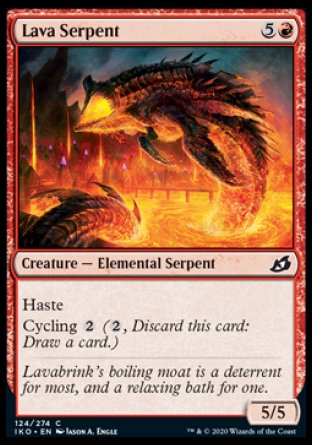 Lava Serpent 5
Creature — Elemental Serpent
Haste
Cycling 2 (2, Discard this card:
Draw a card.)
Lavabrink's boiling moat is a deterrent
for most, and a relaxing bath for one.
5/5
124/274 C
IKO • EN Jason A. Engle
™ & © 2020 Wizards of the Coast